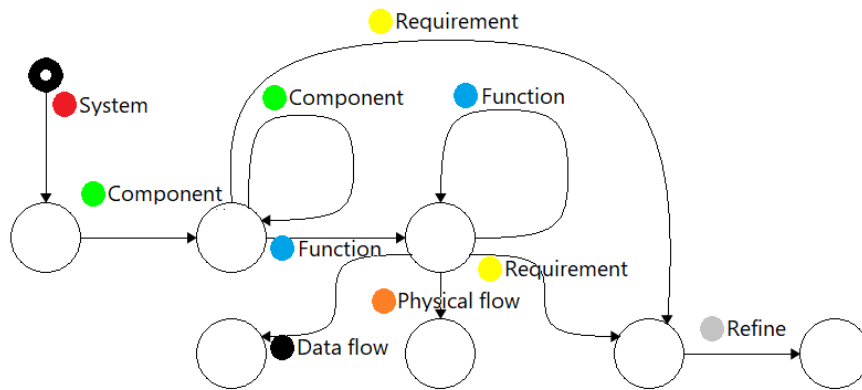 Requirement
Component
Function
System
Component
Function
Requirement
Physical flow
Refine
Data flow